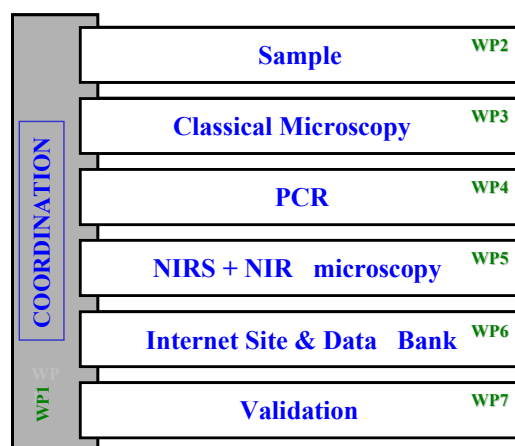 Sample WP2
Classical Microscopy WP3
PCR WP4
NIRS + NIR microscopy WP5
Internet Site & Data Bank WP6
Validation WP7
COORDINATION
WP
WP1